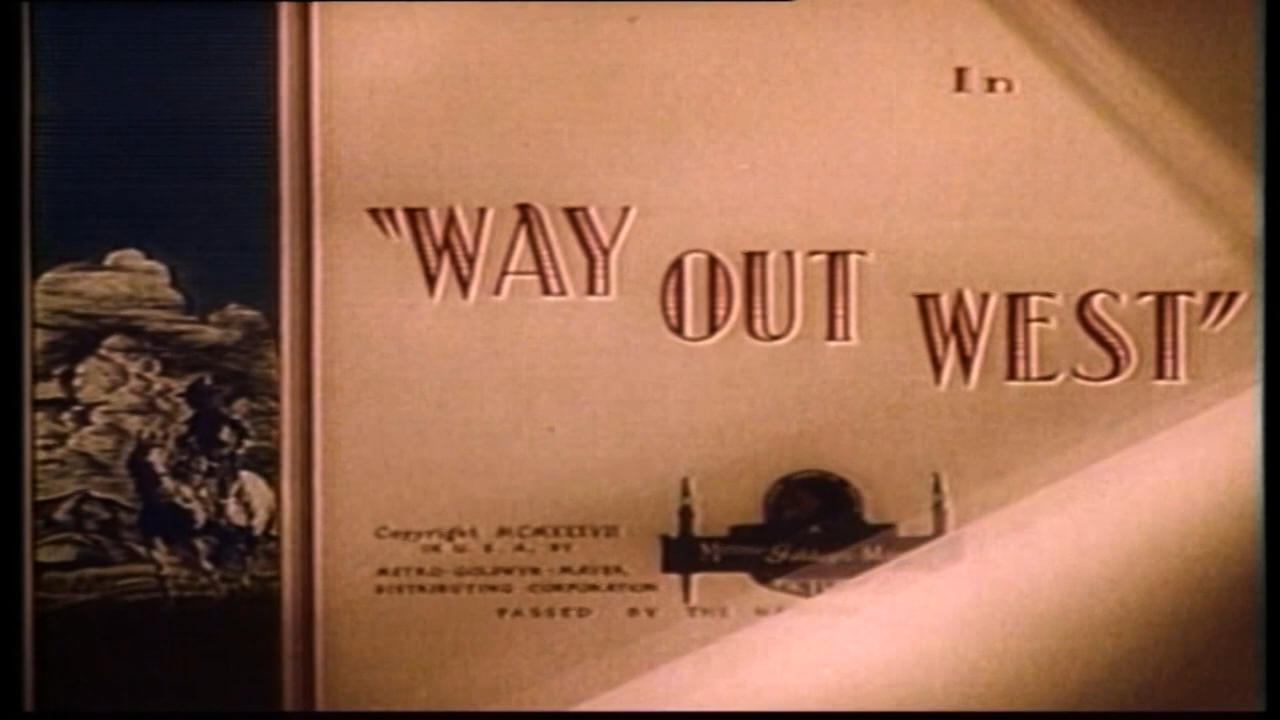 In
"WAY OUT WEST"
Copyright MCMXXXVII
IN U. S. A. BY
METRO-GOLDWYN-MAYER
DISTRIBUTING CORPORATION
PASSED BY THE